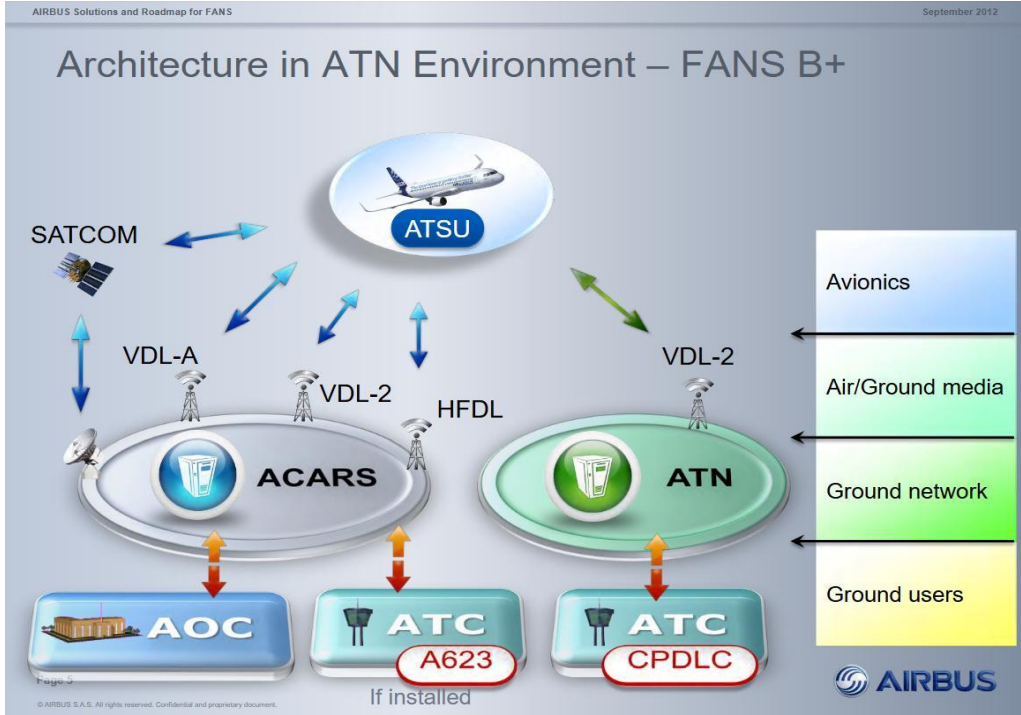 AIRBUS Solutions and Roadmap for FANS
September 2012
Architecture in ATN Environment – FANS B+
ATSU
SATCOM
VDL-A
VDL-2
HFDL
VDL-2
ACARS
ATN
Avionics
Air/Ground media
Ground network
Ground users
AOC
ATC
A623
ATC
CPDLC
If installed
Page 5
© AIRBUS S.A.S. All rights reserved. Confidential and proprietary document.
AIRBUS